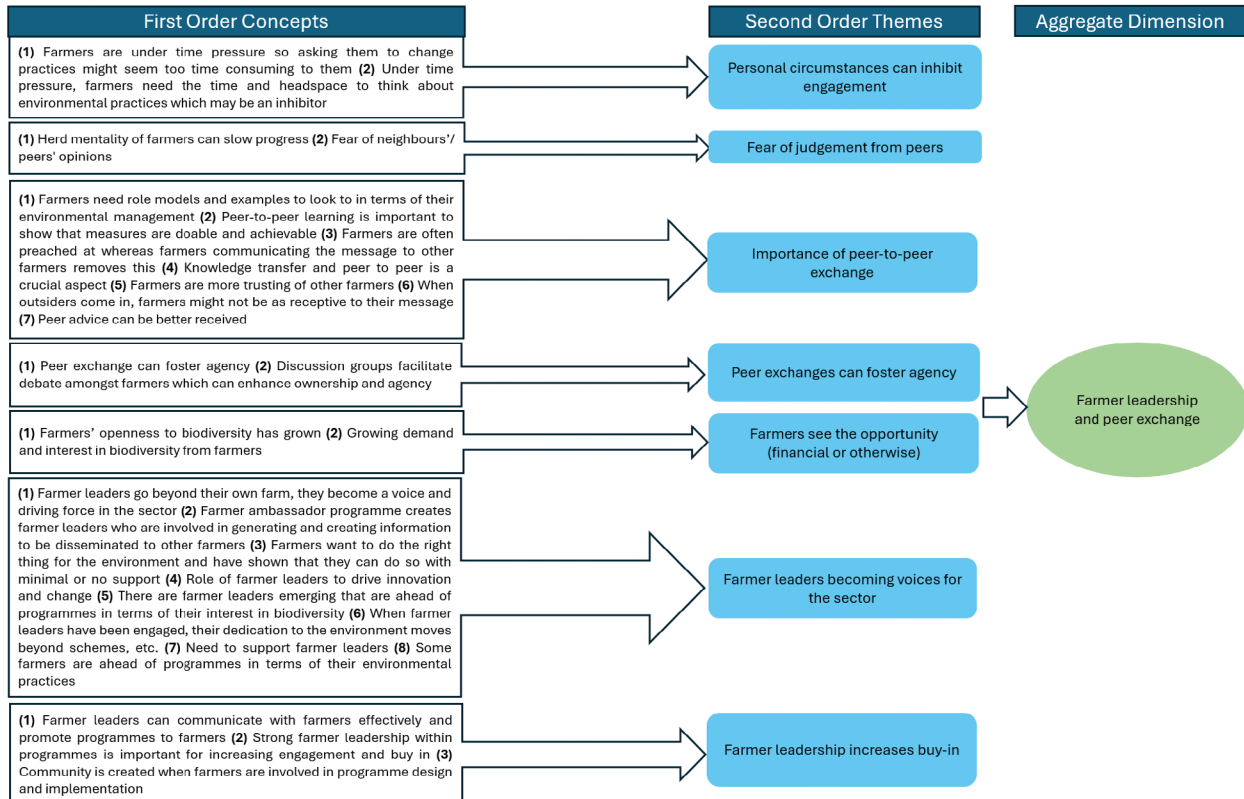 First Order Concepts
Second Order Themes
Aggregate Dimension
(1) Farmers are under time pressure so asking them to change
practices might seem too time consuming to them (2) Under
time pressure, farmers need the time and headspace to think about
environmental practices which may be an inhibitor
Personal circumstances can inhibit
engagement
(1) Herd mentality of farmers can slow progress (2) Fear of neighbours'/
peers' opinions
Fear of judgement from peers
(1) Farmers need role models and examples to look to in terms of their
environmental management (2) Peer-to-peer learning is important to
show that measures are doable and achievable (3) Farmers are often
preached at whereas farmers communicating the message to other
farmers removes this (4) Knowledge transfer and peer to peer is a
crucial aspect (5) Farmers are more trusting of other farmers (6) When
outsiders come in, farmers might not be as receptive to their message
(7) Peer advice can be better received
Importance of peer-to-peer
exchange
(1) Peer exchange can foster agency (2) Discussion groups facilitate
debate amongst farmers which can enhance ownership and agency
Peer exchanges can foster agency
(1) Farmers' openness to biodiversity has grown (2) Growing demand
and interest in biodiversity from farmers
Farmers see the opportunity
(financial or otherwise)
Farmer leadership
and peer exchange
(1) Farmer leaders go beyond their own farm, they become a voice and
driving force in the sector (2) Farmer ambassador programme creates
farmer leaders who are involved in generating and creating information
to be disseminated to other farmers (3) Farmers want to do the right
thing for the environment and have shown that they can do so with
minimal or no support (4) Role of farmer leaders to drive innovation
and change (5) There are farmer leaders emerging that are ahead of
programmes in terms of their interest in biodiversity (6) When farmer
leaders have been engaged, their dedication to the environment moves
beyond schemes, etc. (7) Need to support farmer leaders (8) Some
farmers are ahead of programmes in terms of their environmental
practices
Farmer leaders becoming voices for
the sector
(1) Farmer leaders can communicate with farmers effectively and
promote programmes to farmers (2) Strong farmer leadership within
programmes is important for increasing engagement and buy in (3)
Community is created when farmers are involved in programme design
and implementation
Farmer leadership increases buy-in